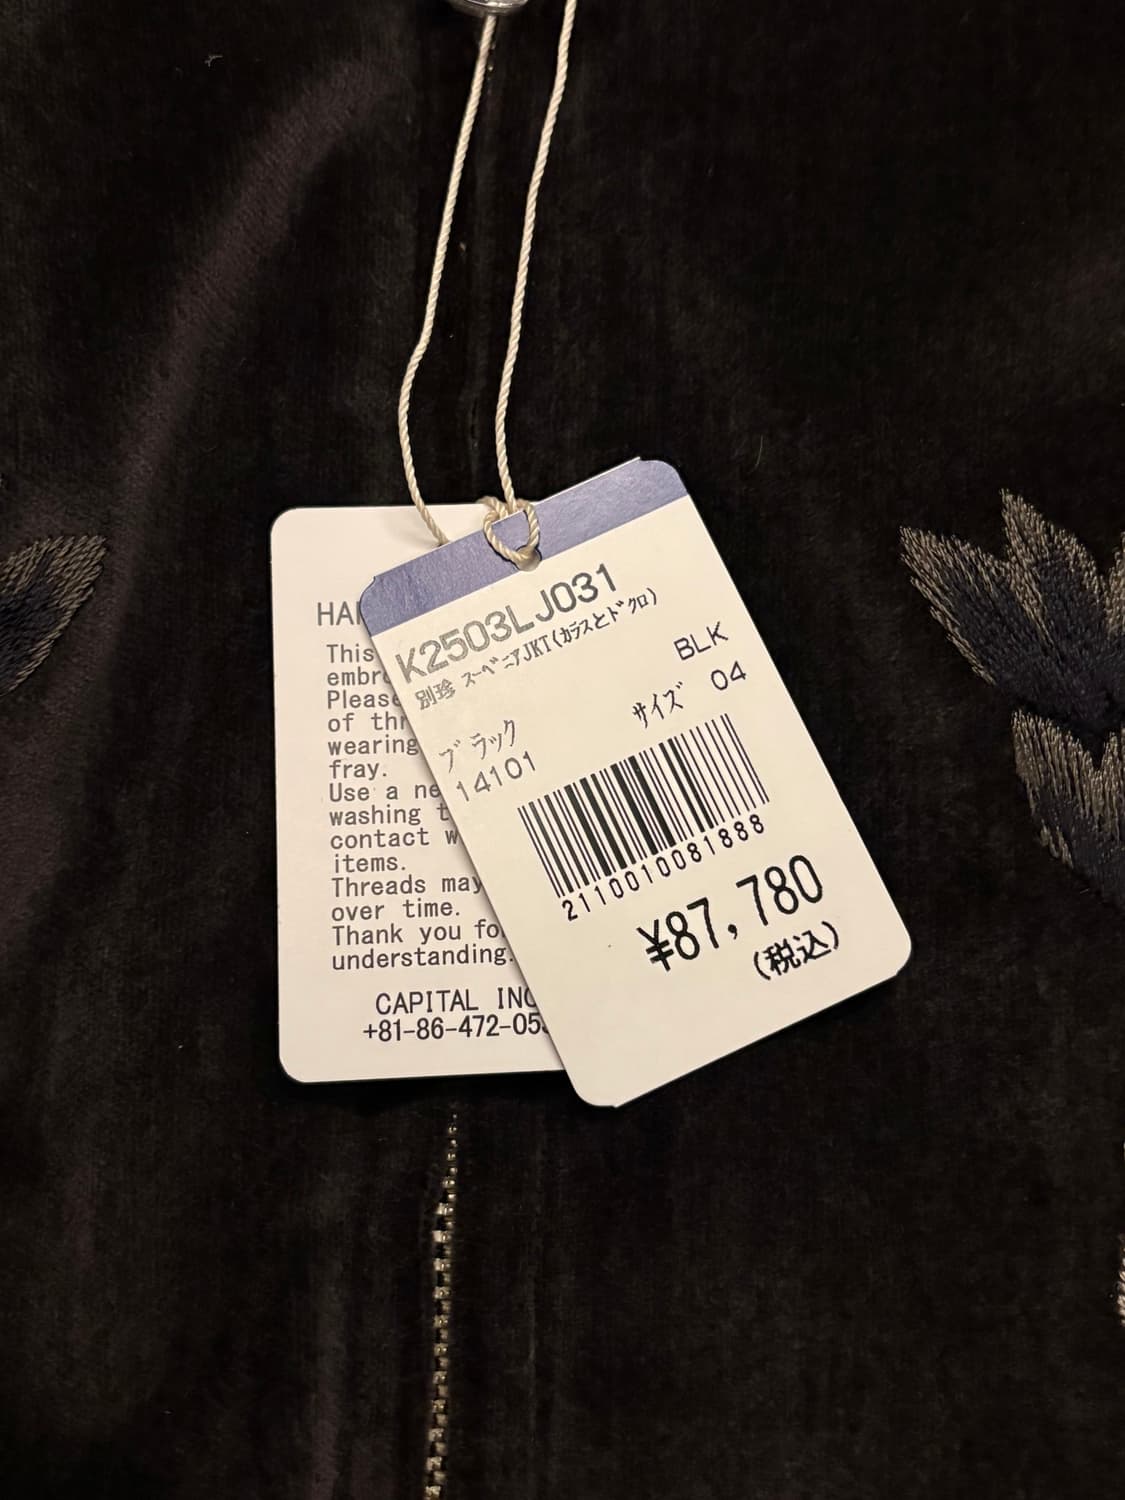 K2503LJ031
別珍 スーベニアJKT(カラスとドクロ)
BLK
ブラック サイズ 04
14101
2110010081888
¥87,780
(税込)
This
Please
of thr
wearing
fray.
Use a ne
washing t
contact w
items.
Threads may
over time.
Thank you fo
understanding.
CAPITAL INC
+81-86-472-05